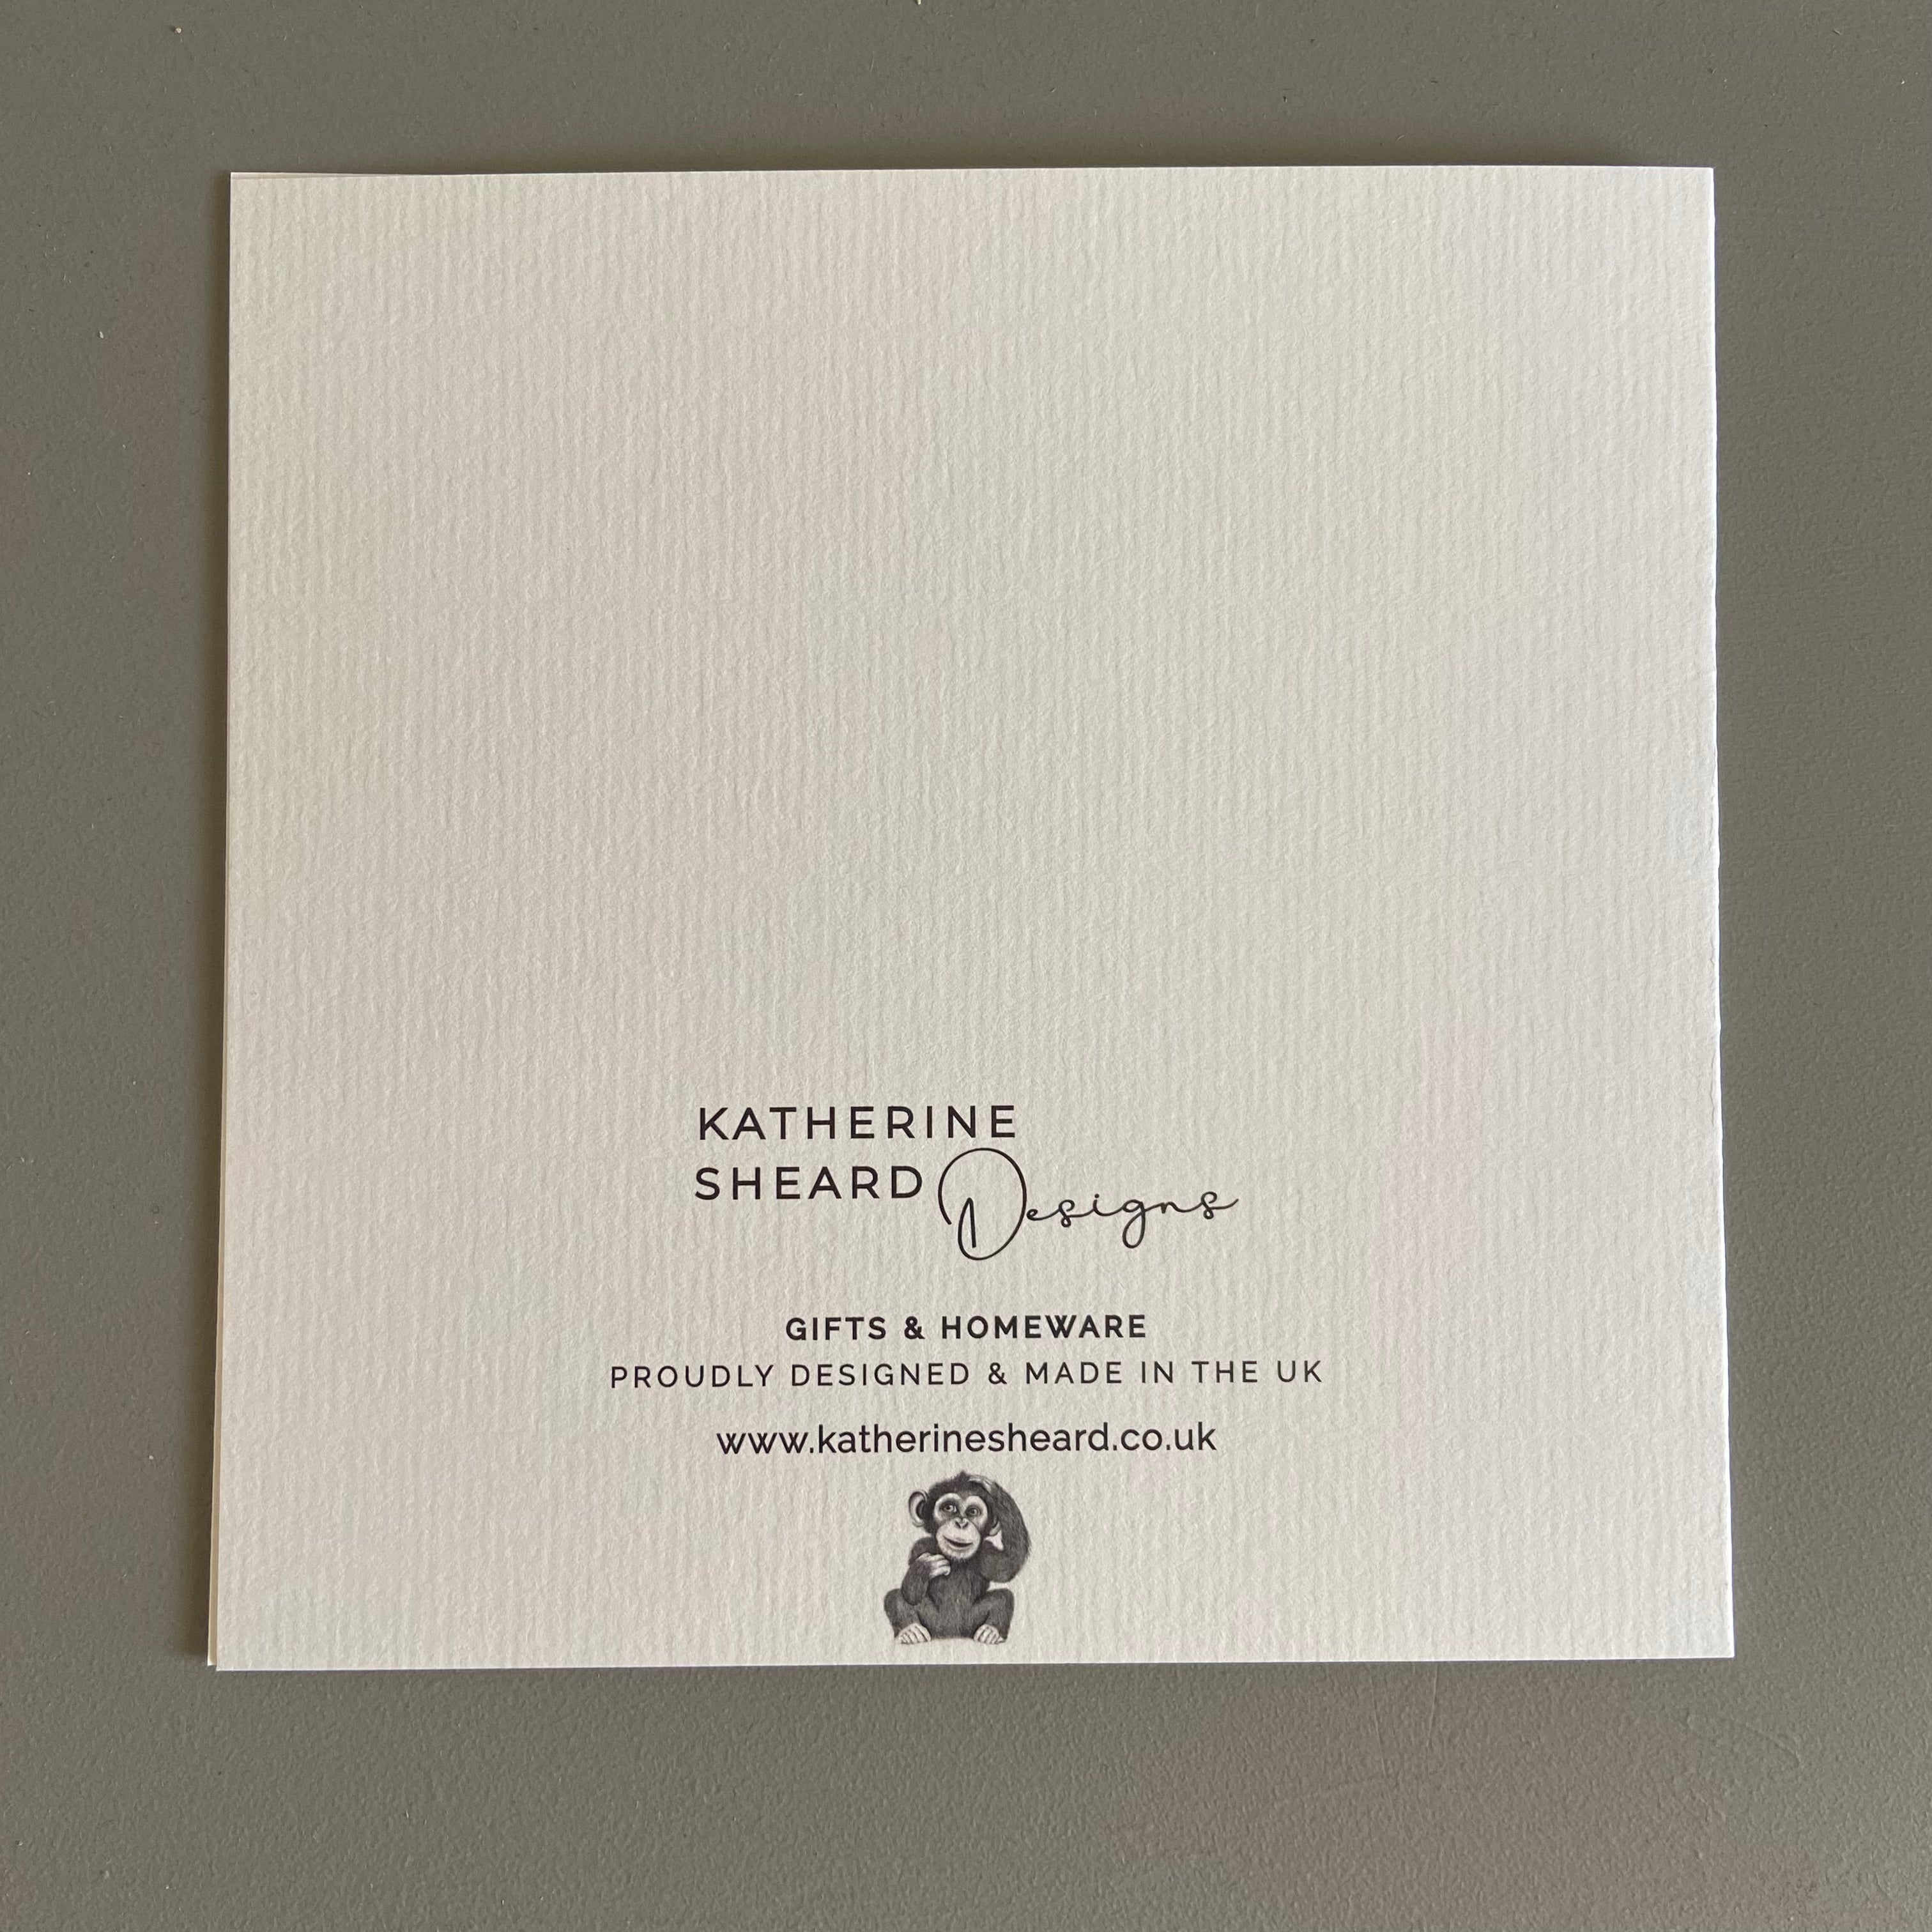 KATHERINE
SHEARD Designs
GIFTS & HOMEWARE
PROUDLY DESIGNED & MADE IN THE UK
www.katherinesheard.co.uk